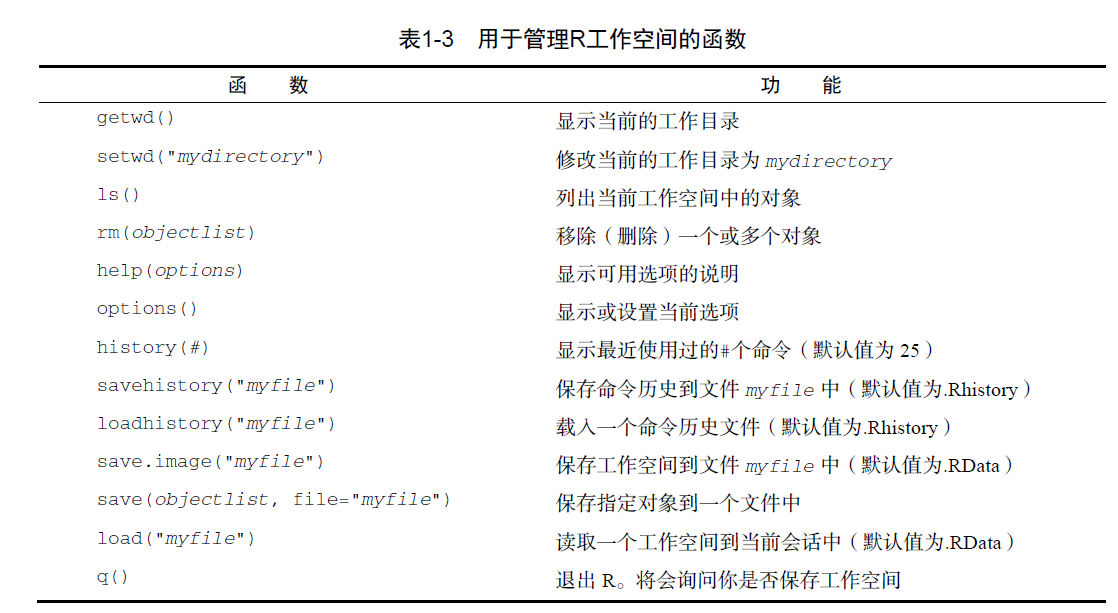 表1-3 用于管理R工作空间的函数
函 数 功 能
getwd() 显示当前的工作目录
setwd("mydirectory") 修改当前的工作目录为 mydirectory
ls() 列出当前工作空间中的对象
rm(objectlist) 移除（删除）一个或多个对象
help(options) 显示可用选项的说明
options() 显示或设置当前选项
history(#) 显示最近使用过的#个命令（默认值为 25）
savehistory("myfile") 保存命令历史到文件 myfile 中（默认值为.Rhistory）
loadhistory("myfile") 载入一个命令历史文件（默认值为.Rhistory）
save.image("myfile") 保存工作空间到文件 myfile 中（默认值为.RData）
save(objectlist, file="myfile") 保存指定对象到一个文件中
load("myfile") 读取一个工作空间到当前会话中（默认值为.RData）
q() 退出 R。将会询问你是否保存工作空间